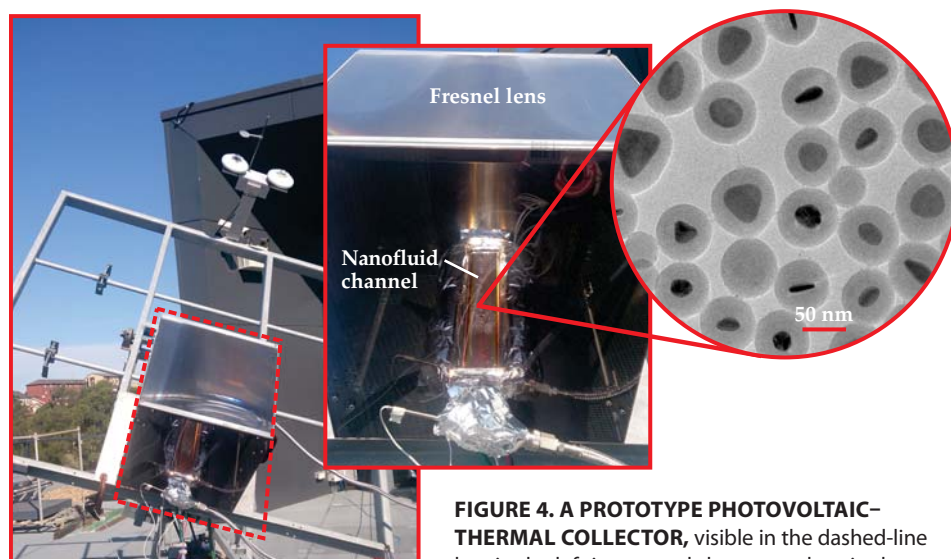 Fresnel lens
Nanofluid
channel
50 nm
FIGURE 4. A PROTOTYPE PHOTOVOLTAIC–
THERMAL COLLECTOR, visible in the dashed-line